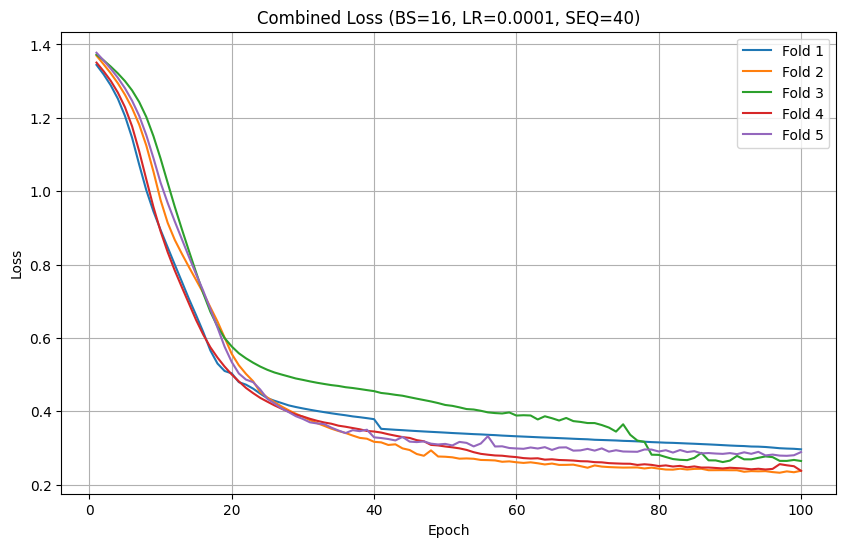 Combined Loss (BS=16, LR=0.0001, SEQ=40)
Loss
1.4
1.2
1.0
0.8
0.6
0.4
0.2
Fold 1
Fold 2
Fold 3
Fold 4
Fold 5
0 20 40 60 80 100
Epoch